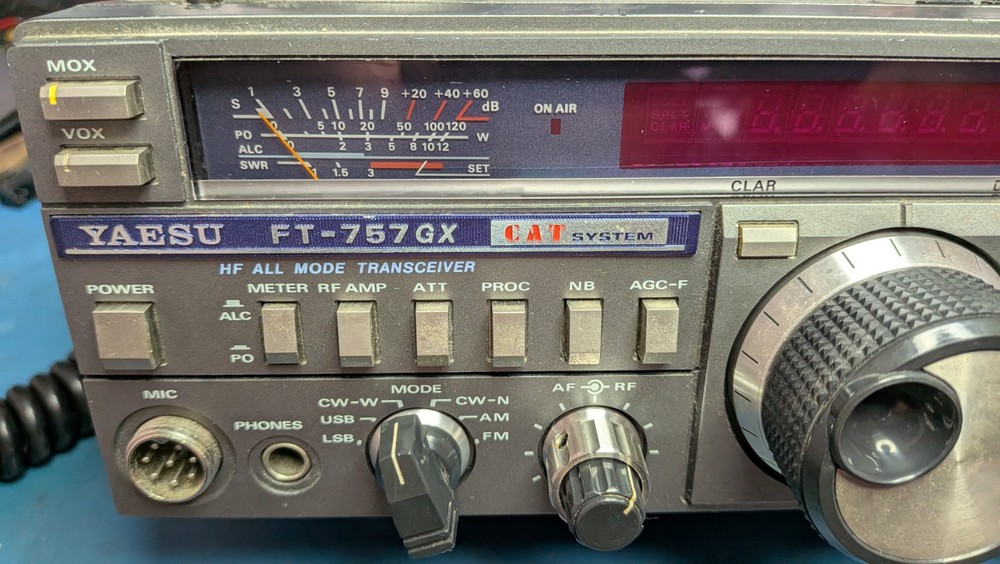 MOX
VOX
S 1 3 5 7 9 +20 +40 +60 dB
PO 0 5 10 20 50 100 120 W
ALC 0 2 3 5 8 10 12
SWR 1 1.5 3 SET
ON AIR
SPLIT
CLAR
CLAR
D
YAESU FT-757GX CAT SYSTEM
HF ALL MODE TRANSCEIVER
POWER
ALC
PO
METER RF AMP ATT PROC NB AGC-F
MIC
PHONES
MODE
CW-W CW-N
USB AM
LSB FM
AF RF